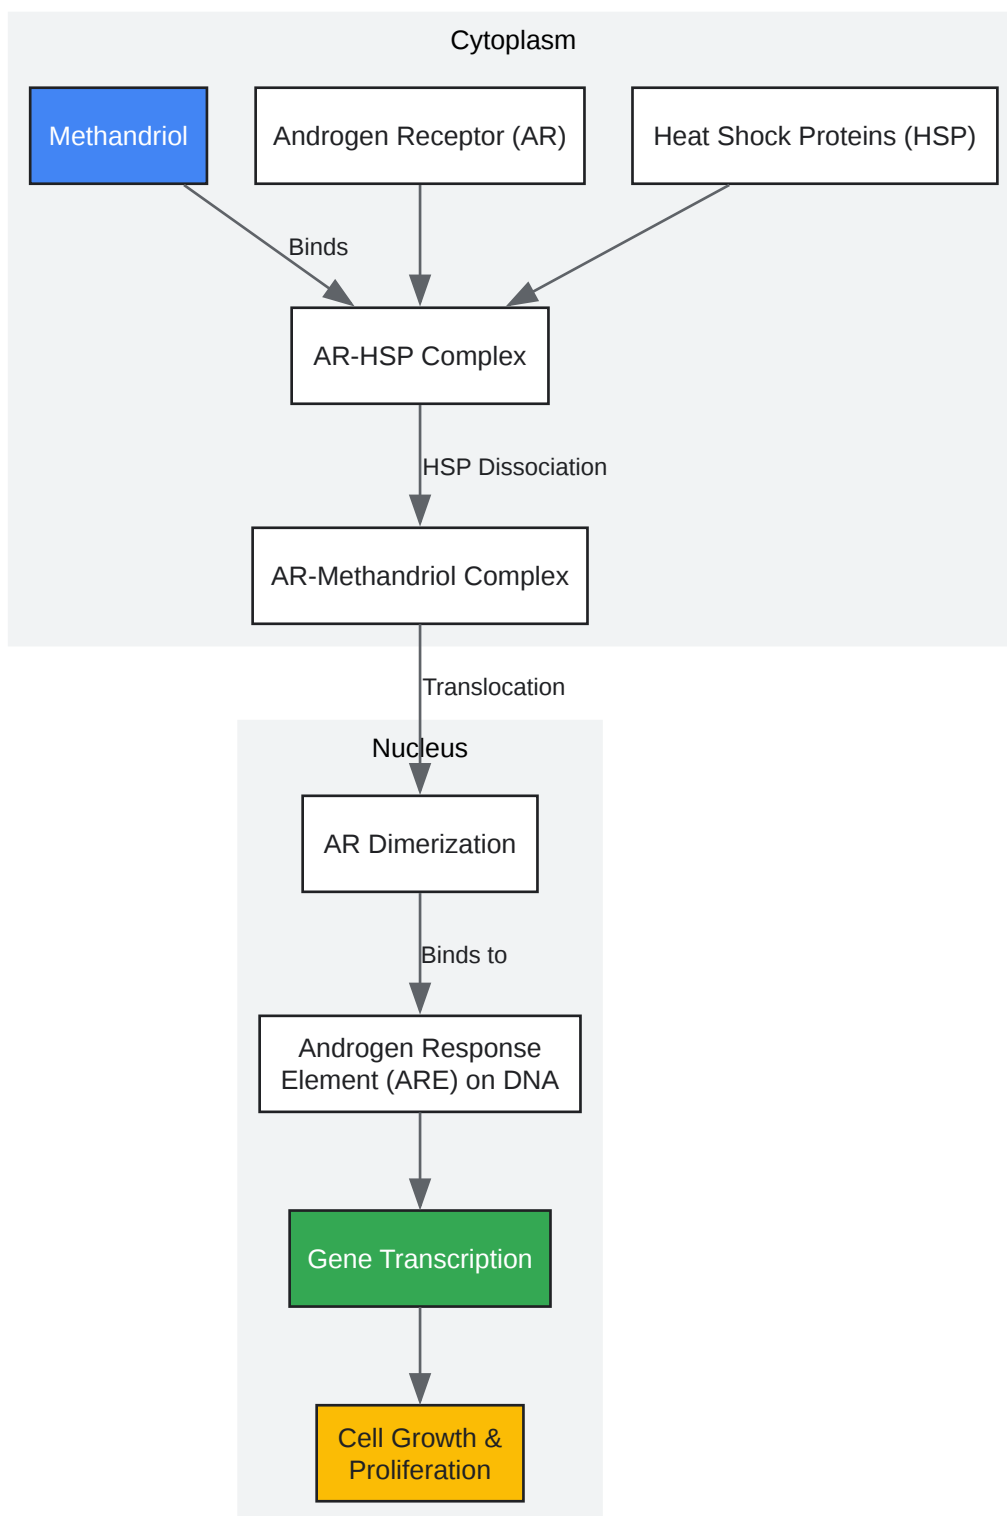 Cytoplasm
Methandriol
Androgen Receptor (AR)
Heat Shock Proteins (HSP)
Binds
AR-HSP Complex
HSP Dissociation
AR-Methandriol Complex
Translocation
Nucleus
AR Dimerization
Binds to
Androgen Response
Element (ARE) on DNA
Gene Transcription
Cell Growth &
Proliferation